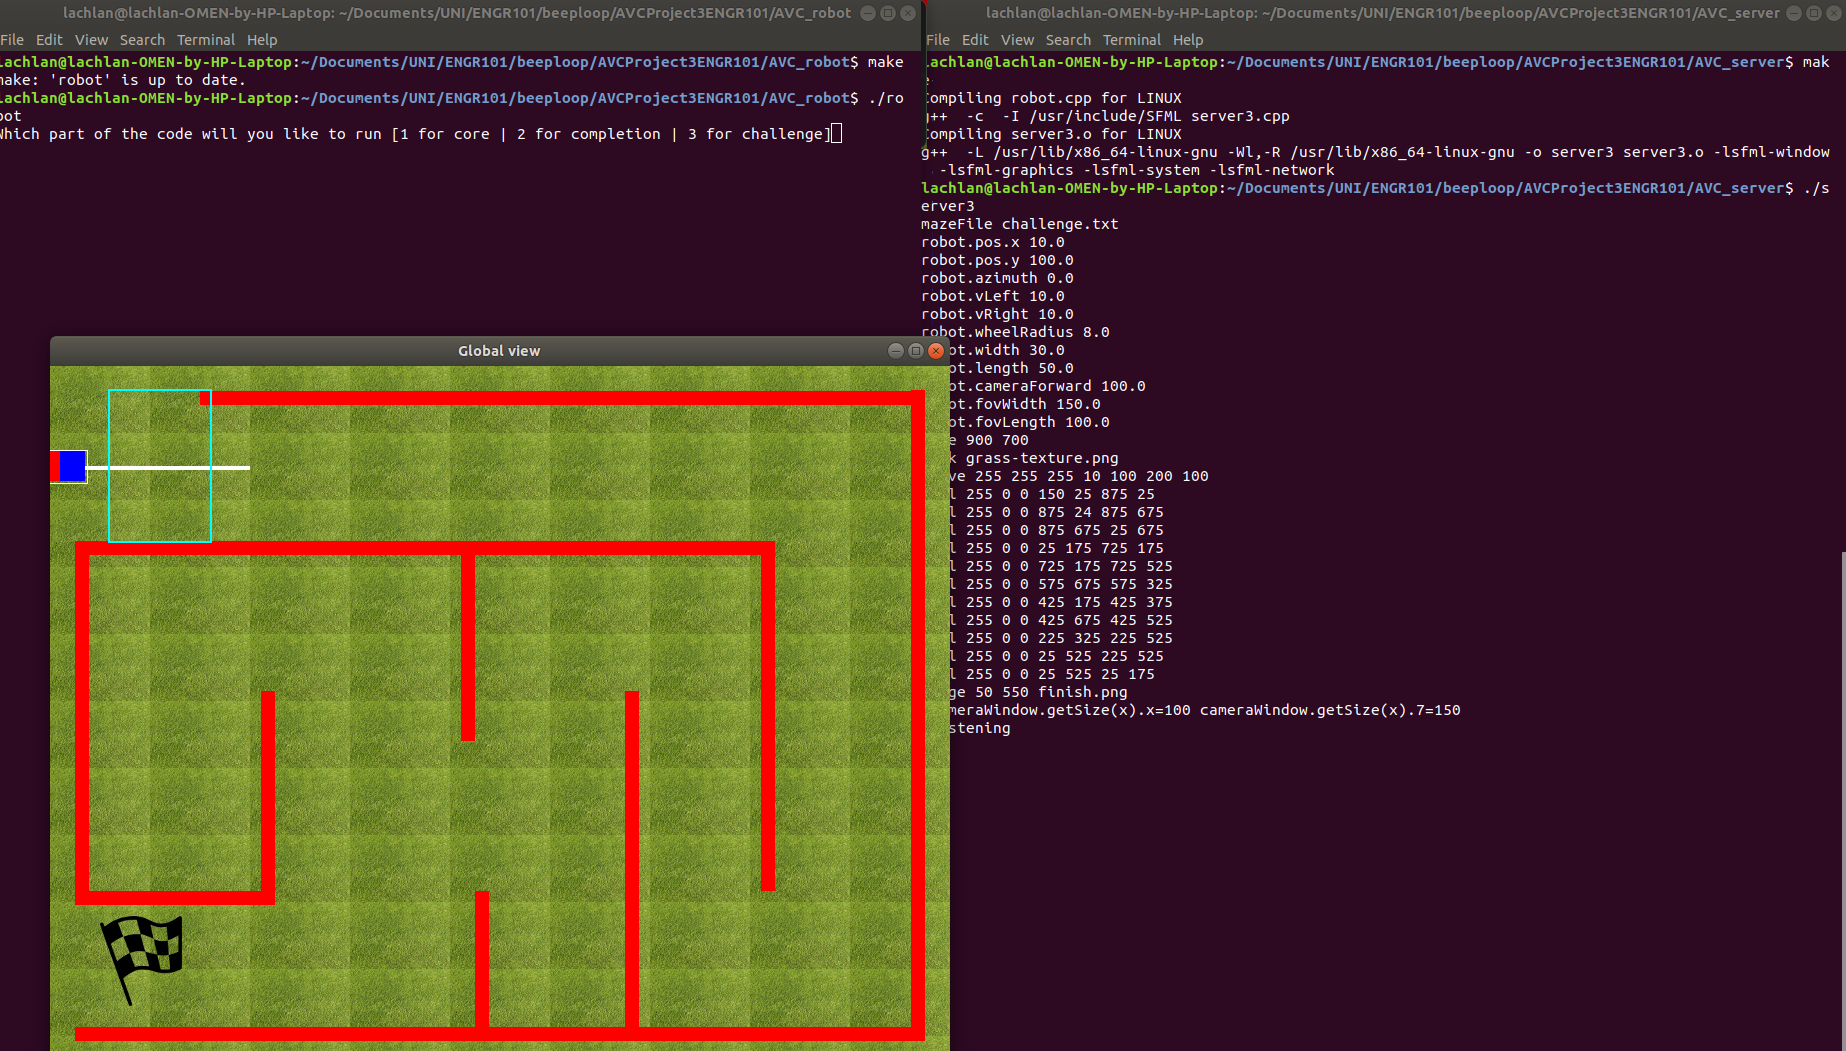 lachlan@lachlan-OMEN-by-HP-Laptop: ~/Documents/UNI/ENGR101/beeploop/AVCProject3ENGR101/AVC_robot
File Edit View Search Terminal Help
lachlan@lachlan-OMEN-by-HP-Laptop:~/Documents/UNI/ENGR101/beeploop/AVCProject3ENGR101/AVC_robot$ make
make: 'robot' is up to date.
lachlan@lachlan-OMEN-by-HP-Laptop:~/Documents/UNI/ENGR101/beeploop/AVCProject3ENGR101/AVC_robot$ ./ro
bot
Which part of the code will you like to run [1 for core | 2 for completion | 3 for challenge]
Global view
lachlan@lachlan-OMEN-by-HP-Laptop: ~/Documents/UNI/ENGR101/beeploop/AVCProject3ENGR101/AVC_server
File Edit View Search Terminal Help
lachlan@lachlan-OMEN-by-HP-Laptop:~/Documents/UNI/ENGR101/beeploop/AVCProject3ENGR101/AVC_server$ mak
e
Compiling robot.cpp for LINUX
g++  -c  -I /usr/include/SFML server3.cpp
Compiling server3.o for LINUX
g++  -L /usr/lib/x86_64-linux-gnu -Wl,-R /usr/lib/x86_64-linux-gnu -o server3 server3.o -lsfml-window
-lsfml-graphics -lsfml-system -lsfml-network
lachlan@lachlan-OMEN-by-HP-Laptop:~/Documents/UNI/ENGR101/beeploop/AVCProject3ENGR101/AVC_server$ ./s
erver3
mazeFile challenge.txt
robot.pos.x 10.0
robot.pos.y 100.0
robot.azimuth 0.0
robot.vLeft 10.0
robot.vRight 10.0
robot.wheelRadius 8.0
ot.width 30.0
ot.length 50.0
ot.cameraForward 100.0
ot.fovWidth 150.0
ot.fovLength 100.0
e 900 700
k grass-texture.png
ve 255 255 255 10 100 200 100
l 255 0 0 150 25 875 25
l 255 0 0 875 24 875 675
l 255 0 0 875 675 25 675
l 255 0 0 25 175 725 175
l 255 0 0 725 175 725 525
l 255 0 0 575 675 575 325
l 255 0 0 425 175 425 375
l 255 0 0 425 675 425 525
l 255 0 0 225 325 225 525
l 255 0 0 25 525 225 525
l 255 0 0 25 525 25 175
ge 50 550 finish.png
meraWindow.getSize(x).x=100 cameraWindow.getSize(x).7=150
stening